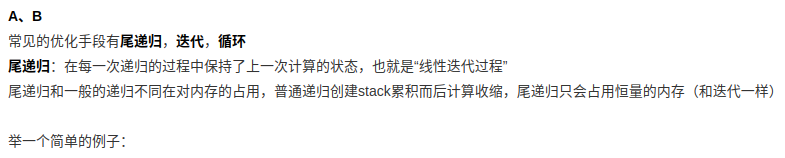 A、B
常见的优化手段有尾递归，迭代，循环
尾递归：在每一次递归的过程中保持了上一次计算的状态，也就是“线性迭代过程”
尾递归和一般的递归不同在对内存的占用，普通递归创建stack累积而后计算收缩，尾递归只会占用恒量的内存（和迭代一样）
举一个简单的例子：